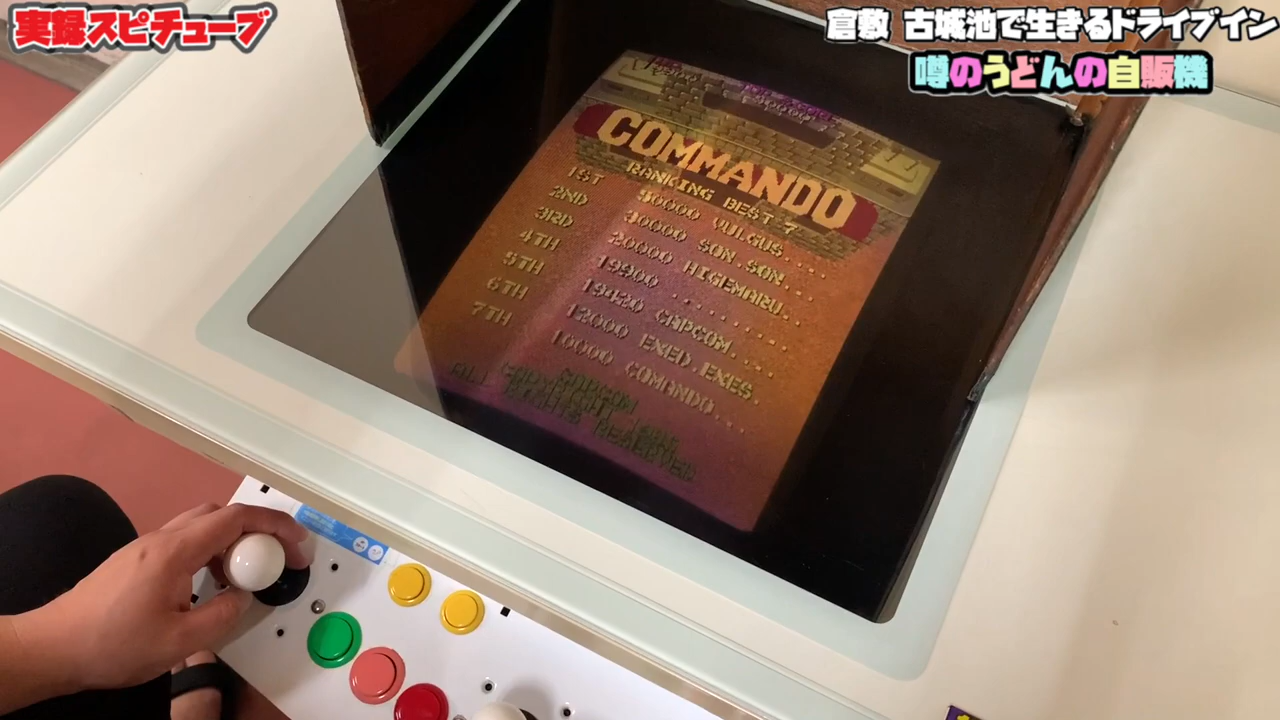 実録スピチューブ
倉敷 古城池で生きるドライブイン
噂のうどんの自販機
COMMANDO
RANKING BEST 7
1ST 50000 VULGUS....
2ND 30000 SON.SON...
3RD 20000 HIGEMARU..
4TH 19900 ..........
5TH 19420 CAPCOM....
6TH 12000 EXED.EXES.
7TH 10000 COMANDO...
ALL RIGHTS RESERVED